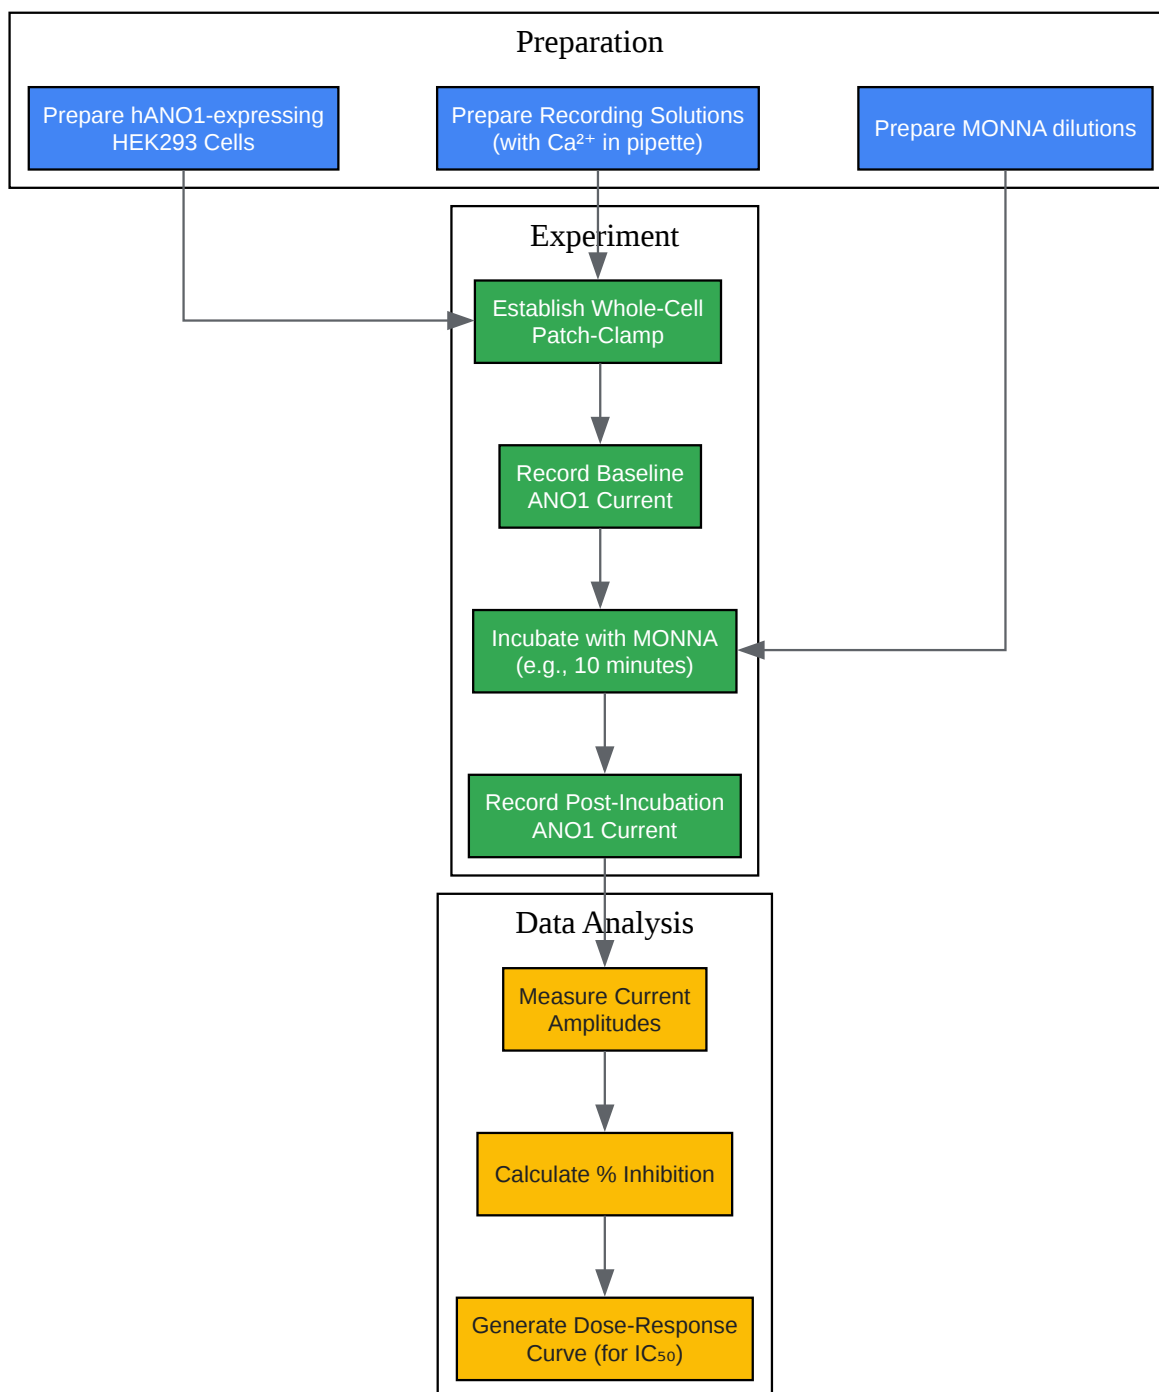 Preparation
Prepare hANO1-expressing
HEK293 Cells
Prepare Recording Solutions
(with Ca²⁺ in pipette)
Prepare MONNA dilutions
Experiment
Establish Whole-Cell
Patch-Clamp
Record Baseline
ANO1 Current
Incubate with MONNA
(e.g., 10 minutes)
Record Post-Incubation
ANO1 Current
Data Analysis
Measure Current
Amplitudes
Calculate % Inhibition
Generate Dose-Response
Curve (for IC₅₀)